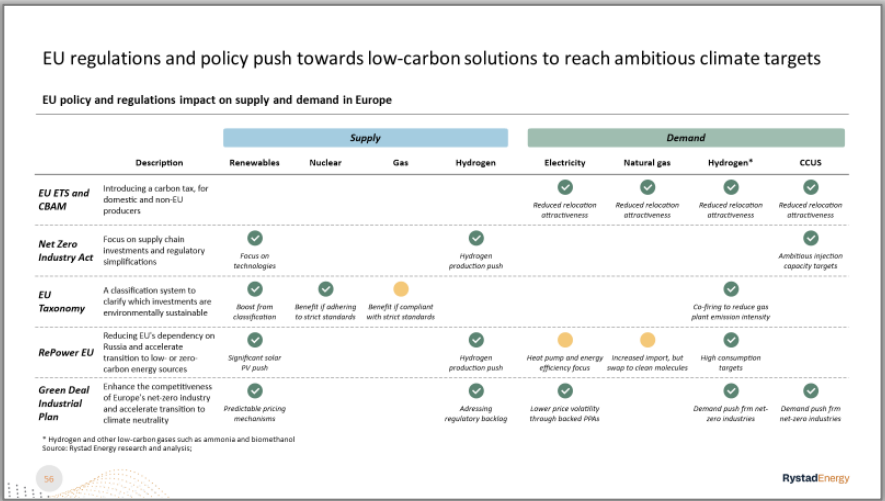 EU regulations and policy push towards low-carbon solutions to reach ambitious climate targets
EU policy and regulations impact on supply and demand in Europe
Supply
Demand
Description
Renewables
Nuclear
Gas
Hydrogen
Electricity
Natural gas
Hydrogen*
CCUS
EU ETS and
CBAM
Introducing a carbon tax, for
domestic and non-EU
producers
Reduced relocation
attractiveness
Reduced relocation
attractiveness
Reduced relocation
attractiveness
Reduced relocation
attractiveness
Net Zero
Industry Act
Focus on supply chain
investments and regulatory
simplifications
Focus on
technologies
Hydrogen
production push
Ambitious injection
capacity targets
EU
Taxonomy
A classification system to
clarify which investments are
environmentally sustainable
Boost from
classification
Benefit if adhering
to strict standards
Benefit if compliant
with strict standards
Co-firing to reduce gas
plant emission intensity
RePower EU
Reducing EU's dependency on
Russia and accelerate
transition to low- or zero-
carbon energy sources
Significant solar
PV push
Hydrogen
production push
Heat pump and energy
efficiency focus
Increased import, but
swap to clean molecules
High consumption
targets
Green Deal
Industrial
Plan
Enhance the competitiveness
of Europe's net-zero industry
and accelerate transition to
climate neutrality
Predictable pricing
mechanisms
Adressing
regulatory backlog
Lower price volatility
through backed PPAs
Demand push frm net-
zero industries
Demand push frm
net-zero industries
* Hydrogen and other low-carbon gases such as ammonia and biomethanol
Source: Rystad Energy research and analysis;
56
RystadEnergy